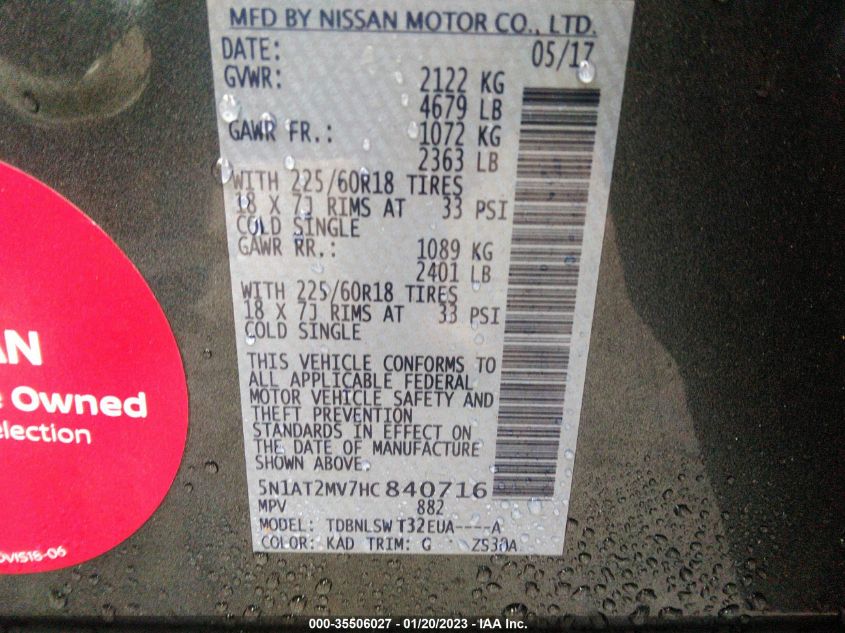 MFD BY NISSAN MOTOR CO., LTD.
DATE: 05/17
GVWR: 2122 KG
4679 LB
GAWR FR.: 1072 KG
2363 LB
WITH 225/60R18 TIRES
18 X 7J RIMS AT 33 PSI
COLD SINGLE
GAWR RR.: 1089 KG
2401 LB
WITH 225/60R18 TIRES
18 X 7J RIMS AT 33 PSI
COLD SINGLE
THIS VEHICLE CONFORMS TO
ALL APPLICABLE FEDERAL
MOTOR VEHICLE SAFETY AND
THEFT PREVENTION
STANDARDS IN EFFECT ON
THE DATE OF MANUFACTURE
SHOWN ABOVE.
5N1AT2MV7HC840716
MPV 882
MODEL: TDBNLSW T32EUA----A
COLOR: KAD TRIM: G
AN
Owned
election
000-35506027 - 01/20/2023 - IAA Inc.